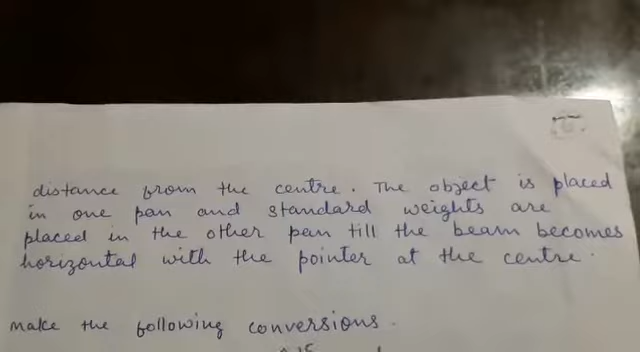 distance from the centre. The object is placed
in one pan and standard weights are
placed in the other pan till the beam becomes
horizontal with the pointer at the centre.
make the following conversions.